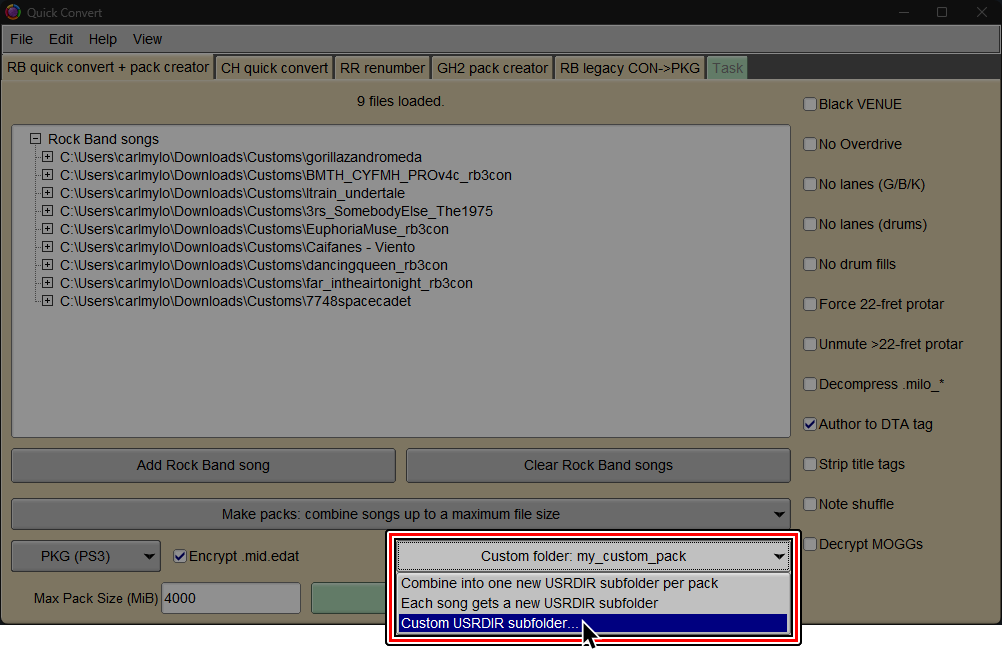 Quick Convert
File Edit Help View
RB quick convert + pack creator CH quick convert RR renumber GH2 pack creator RB legacy CON->PKG Task
9 files loaded.
Rock Band songs
C:\Users\carlmylo\Downloads\Customs\gorillazandromeda
C:\Users\carlmylo\Downloads\Customs\BMTH_CYFMH_PROv4c_rb3con
C:\Users\carlmylo\Downloads\Customs\ltrain_undertale
C:\Users\carlmylo\Downloads\Customs\3rs_SomebodyElse_The1975
C:\Users\carlmylo\Downloads\Customs\EuphoriaMuse_rb3con
C:\Users\carlmylo\Downloads\Customs\Caifanes - Viento
C:\Users\carlmylo\Downloads\Customs\dancingqueen_rb3con
C:\Users\carlmylo\Downloads\Customs\far_intheairtonight_rb3con
C:\Users\carlmylo\Downloads\Customs\7748spacecadet
Black VENUE
No Overdrive
No lanes (G/B/K)
No lanes (drums)
No drum fills
Force 22-fret protar
Unmute >22-fret protar
Decompress .milo_*
Author to DTA tag
Strip title tags
Note shuffle
Decrypt MOGGs
Add Rock Band song Clear Rock Band songs
Make packs: combine songs up to a maximum file size
PKG (PS3) Encrypt .mid.edat Custom folder: my_custom_pack
Combine into one new USRDIR subfolder per pack
Each song gets a new USRDIR subfolder
Custom USRDIR subfolder...
Max Pack Size (MiB) 4000